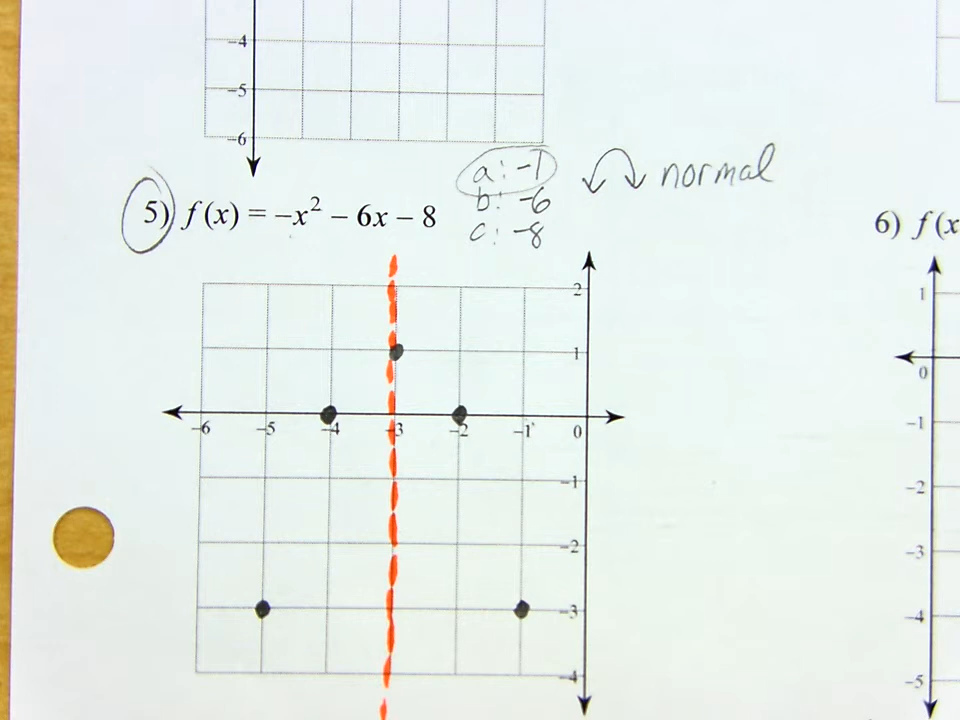 -4
-5
-6
a: -1 normal
5) f(x) = -x² - 6x - 8
b: -6
c: -8
6) f(x
2
1
1
0
-6 -5 -4 -3 -2 -1 0
-1
-1
-2
-2
-3
-3
-4
-4
-5